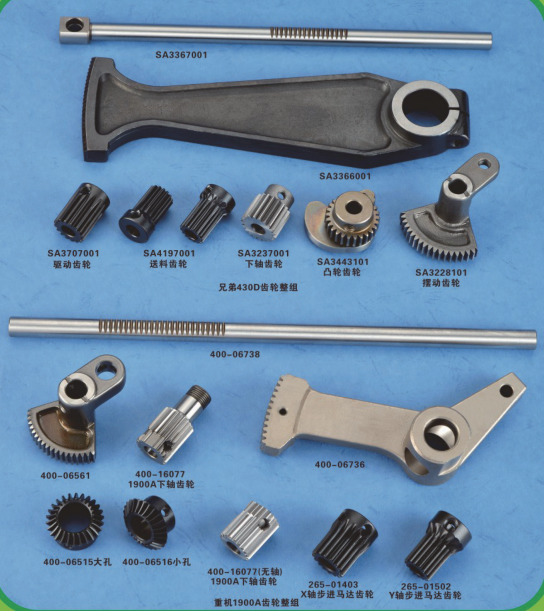 SA3367001
SA3366001
SA3707001
驱动齿轮
SA4197001
送料齿轮
SA3237001
下轴齿轮
SA3443101
凸轮齿轮
SA3228101
摆动齿轮
兄弟430D齿轮整组
400-06738
400-06561
400-16077
1900A下轴齿轮
400-06736
400-06515大孔
400-06516小孔
400-16077(无轴)
1900A下轴齿轮
265-01403
X轴步进马达齿轮
265-01502
Y轴步进马达齿轮
重机1900A齿轮整组